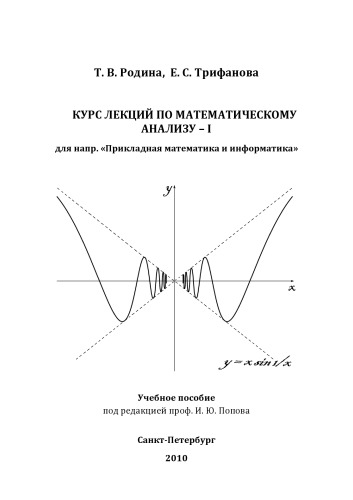 Т. В. Родина, Е. С. Трифанова
КУРС ЛЕКЦИЙ ПО МАТЕМАТИЧЕСКОМУ
АНАЛИЗУ – I
для напр. «Прикладная математика и информатика»
y
x
y = x sin 1/x
Учебное пособие
под редакцией проф. И. Ю. Попова
Санкт-Петербург
2010